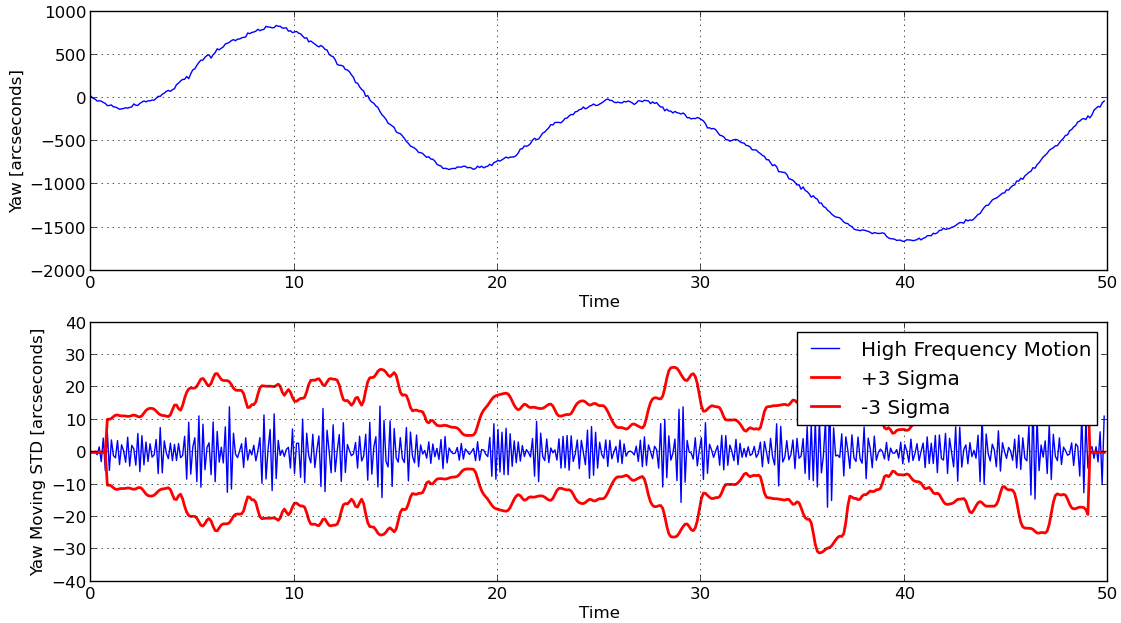 1000
500
0
−500
−1000
−1500
−2000
Yaw [arcseconds]
0 10 20 30 40 50
Time
40
30
20
10
0
−10
−20
−30
−40
Yaw Moving STD [arcseconds]
High Frequency Motion
+3 Sigma
-3 Sigma
0 10 20 30 40 50
Time